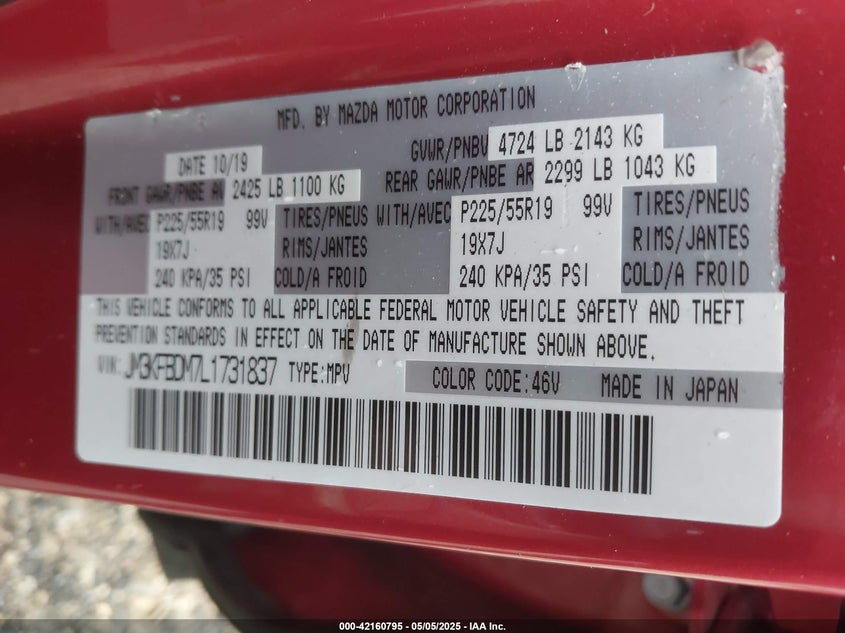 MFD. BY MAZDA MOTOR CORPORATION
DATE 10/19 GVWR/PNBV 4724 LB 2143 KG
FRONT GAWR/PNBE AV 2425 LB 1100 KG REAR GAWR/PNBE AR 2299 LB 1043 KG
WITH/AVEC P225/55R19 99V TIRES/PNEUS WITH/AVEC P225/55R19 99V TIRES/PNEUS
19X7J RIMS/JANTES 19X7J RIMS/JANTES
240 KPA/35 PSI COLD/A FROID 240 KPA/35 PSI COLD/A FROID
THIS VEHICLE CONFORMS TO ALL APPLICABLE FEDERAL MOTOR VEHICLE SAFETY AND THEFT
PREVENTION STANDARDS IN EFFECT ON THE DATE OF MANUFACTURE SHOWN ABOVE.
VIN: JM3KFBDM7L1731837 TYPE:MPV COLOR CODE:46V MADE IN JAPAN
000-42160795 - 05/05/2025 - IAA Inc.